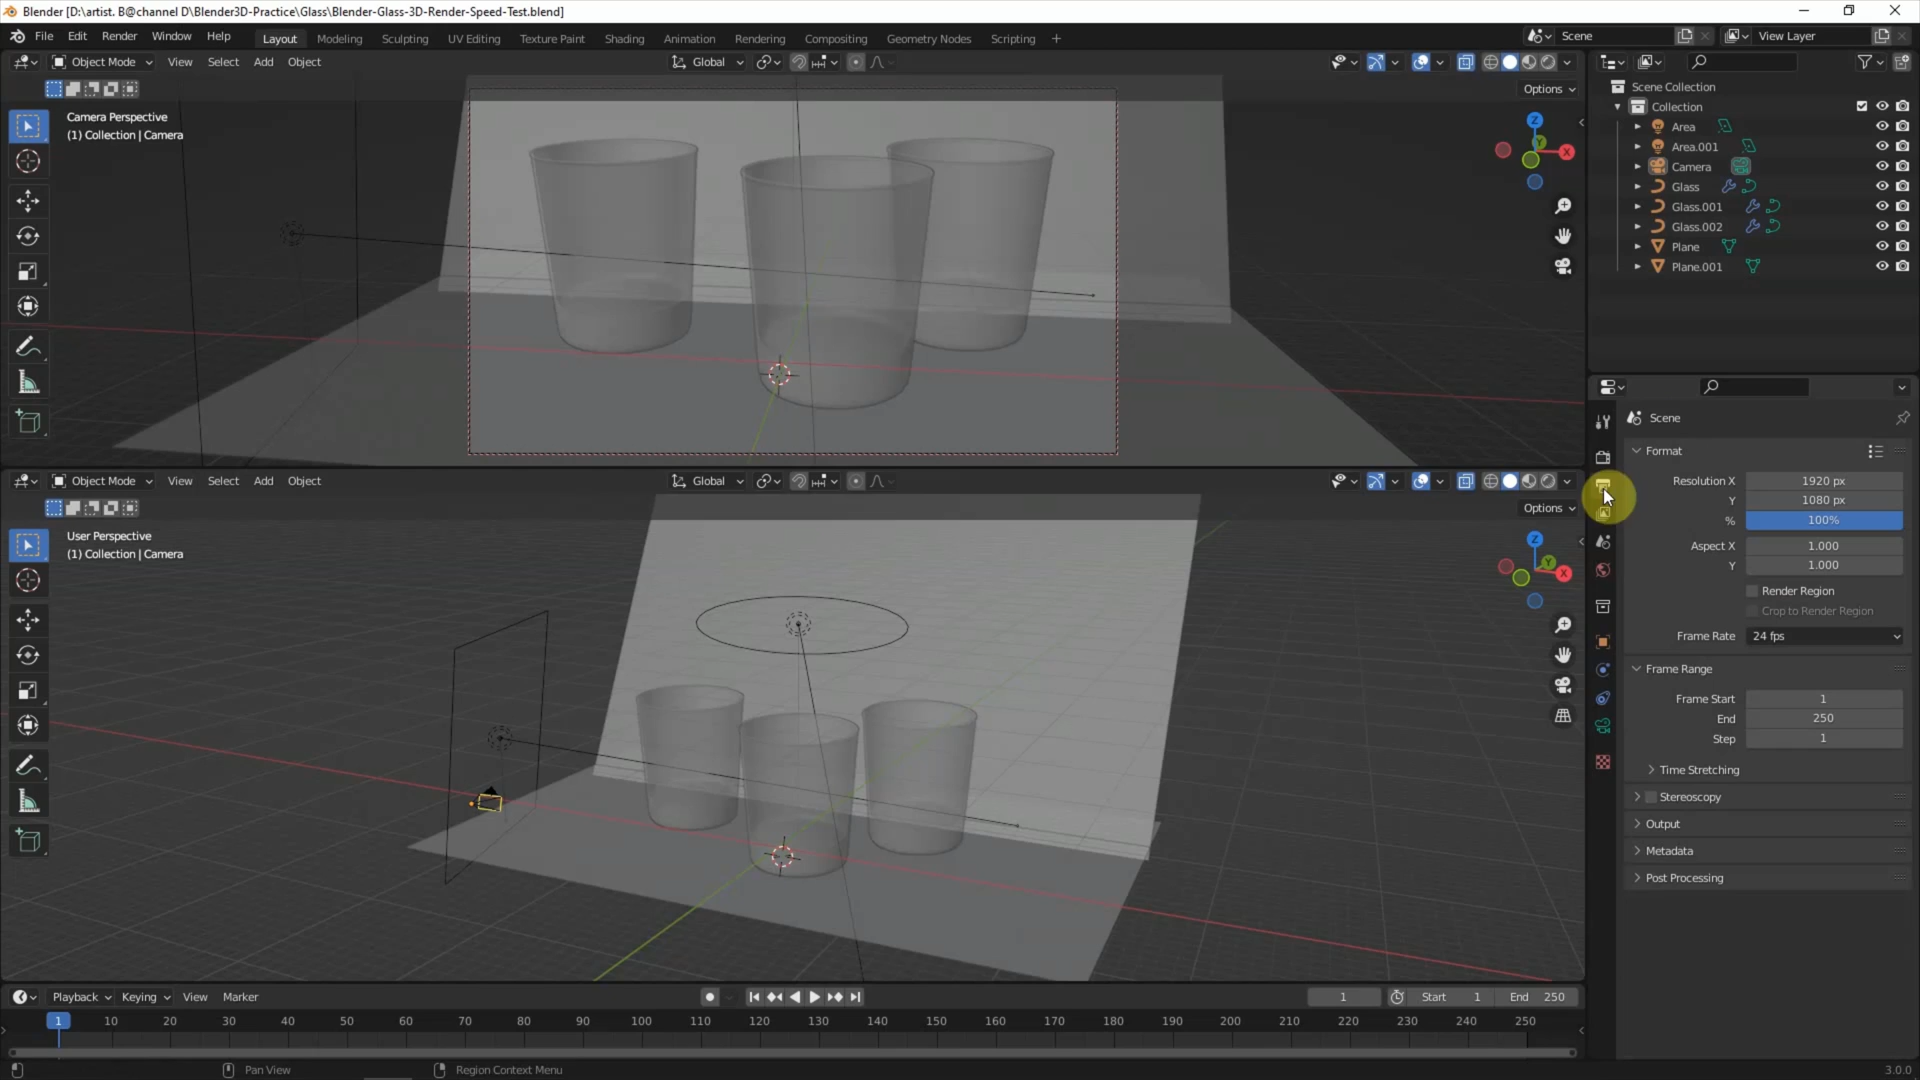 Blender [D:\artist. B@channel D\Blender3D-Practice\Glass\Blender-Glass-3D-Render-Speed-Test.blend]
File Edit Render Window Help Layout Modeling Sculpting UV Editing Texture Paint Shading Animation Rendering Compositing Geometry Nodes Scripting + Scene View Layer
Object Mode View Select Add Object Global
Options
Camera Perspective
(1) Collection | Camera
Z
Y
X
Scene Collection
Collection
Area
Area.001
Camera
Glass
Glass.001
Glass.002
Plane
Plane.001
Object Mode View Select Add Object Global
Options
User Perspective
(1) Collection | Camera
Z
Y
X
Scene
Format
Resolution X 1920 px
Y 1080 px
% 100%
Aspect X 1.000
Y 1.000
Render Region
Crop to Render Region
Frame Rate 24 fps
Frame Range
Frame Start 1
End 250
Step 1
Time Stretching
Stereoscopy
Output
Metadata
Post Processing
Playback Keying View Marker 1 Start 1 End 250
1 10 20 30 40 50 60 70 80 90 100 110 120 130 140 150 160 170 180 190 200 210 220 230 240 250
Pan View Region Context Menu 3.0.0